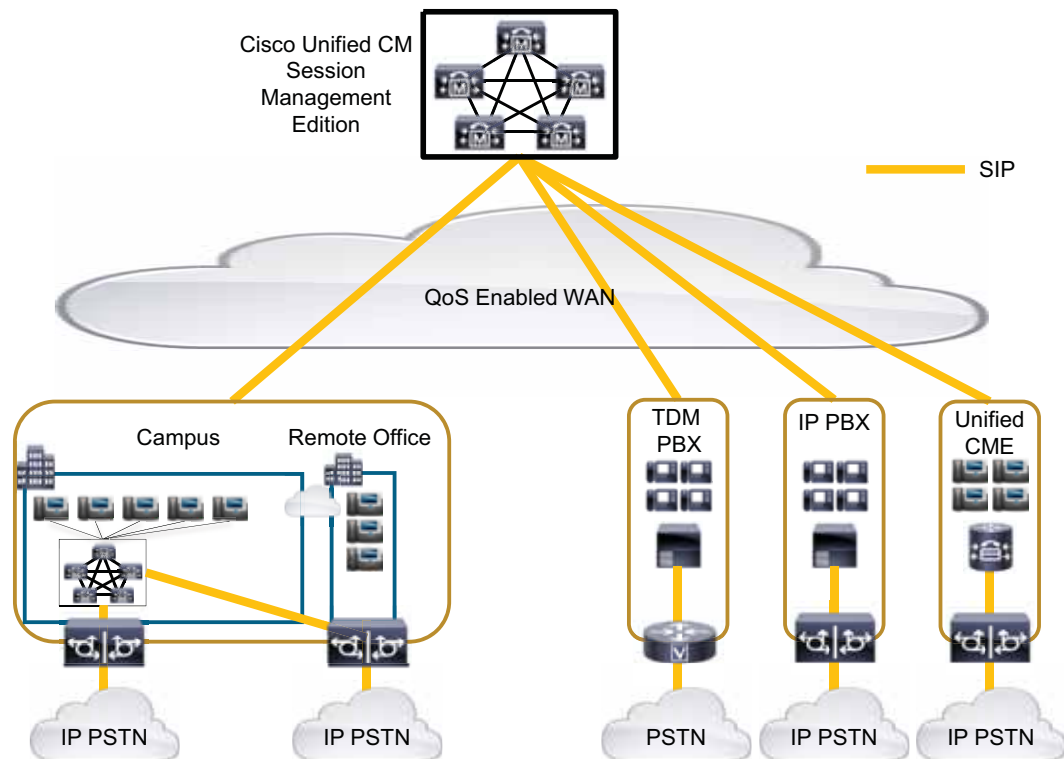 Cisco Unified CM
Session
Management
Edition
M
M
M
M
M
SIP
QoS Enabled WAN
Campus
Remote Office
TDM
PBX
IP PBX
Unified
CME
V
IP PSTN
IP PSTN
PSTN
IP PSTN
IP PSTN